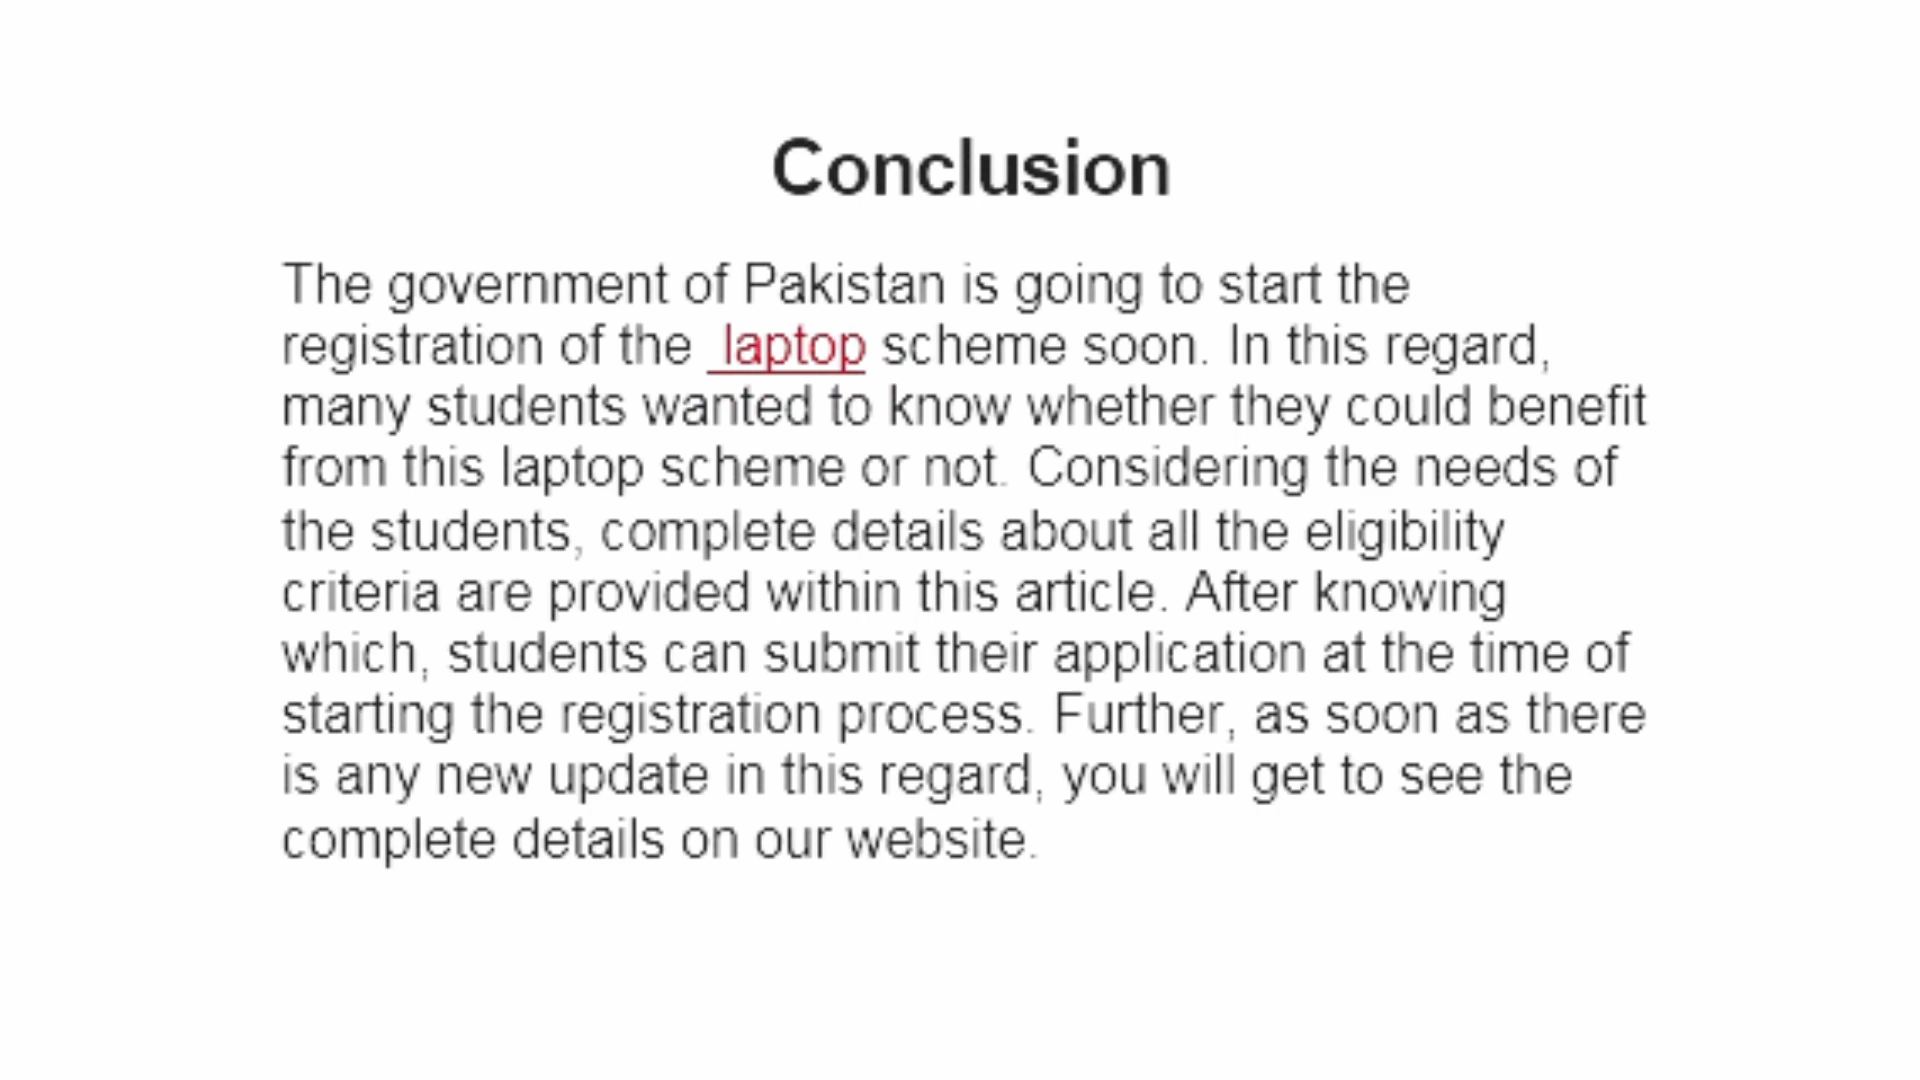 Conclusion
The government of Pakistan is going to start the
registration of the laptop scheme soon. In this regard,
many students wanted to know whether they could benefit
from this laptop scheme or not. Considering the needs of
the students, complete details about all the eligibility
criteria are provided within this article. After knowing
which, students can submit their application at the time of
starting the registration process. Further, as soon as there
is any new update in this regard, you will get to see the
complete details on our website.